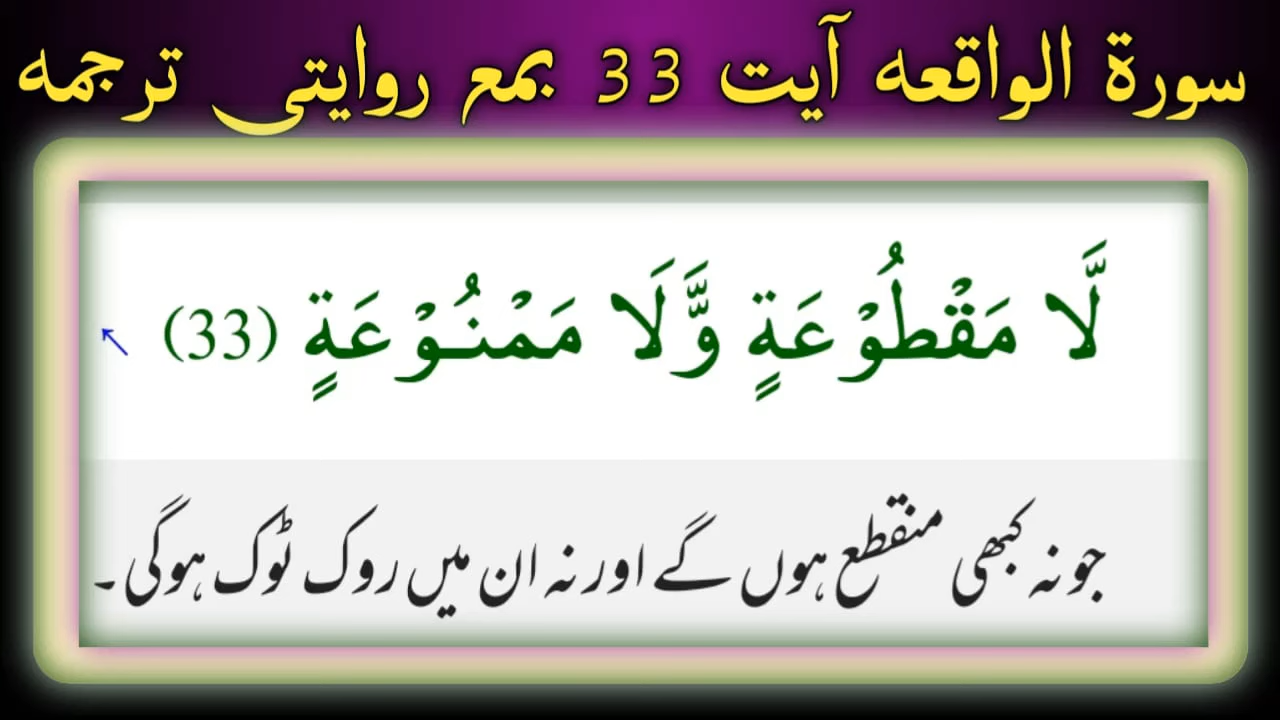 سورۃ الواقعہ آیت 33 بمع روایتی ترجمہ
لَّا مَقْطُوْعَةٍ وَّلَا مَمْنُوْعَةٍ (33)
جو نہ کبھی منقطع ہوں گے اور نہ ان میں روک ٹوک ہوگی۔